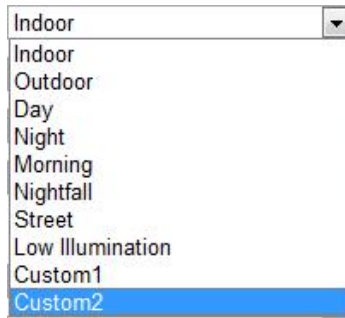 Indoor
Indoor
Outdoor
Day
Night
Morning
Nightfall
Street
Low Illumination
Custom1
Custom2